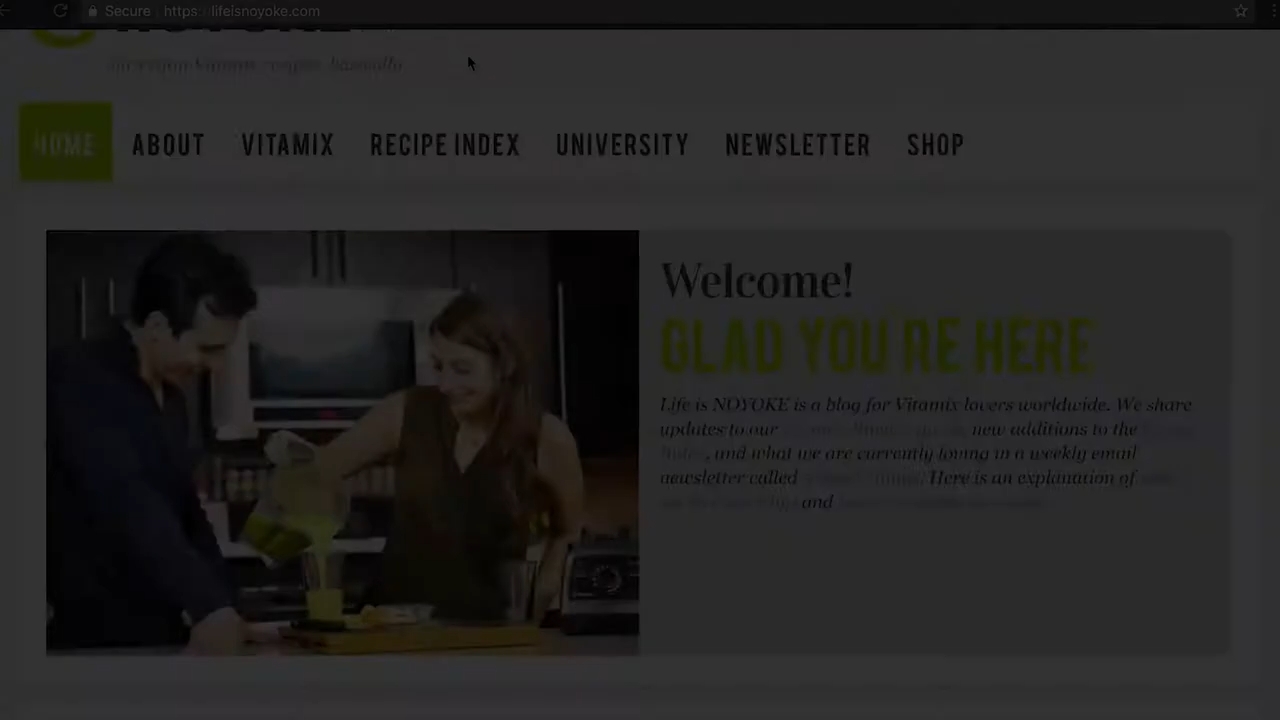 Secure https://lifeisnoyoke.com
HOME ABOUT VITAMIX RECIPE INDEX UNIVERSITY NEWSLETTER SHOP
Welcome!
GLAD YOU'RE HERE
Life is NOYOKE is a blog for Vitamix lovers worldwide. We share
updates to our new additions to the
, and what we are currently loving in a weekly email
newsletter called . Here is an explanation of
and